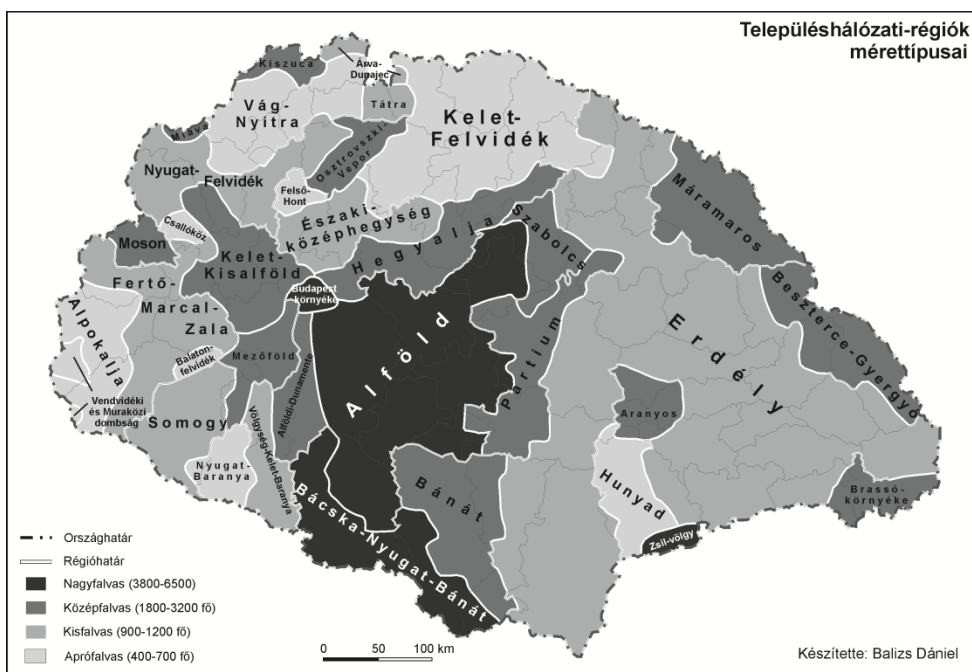 Településhálózati-régiók
mérettípusai
Kiszuca
Árva-
Dunajec
Tátra
Vág-
Nyitra
Kelet-
Felvidék
Miava
Osztrovszki-
Vepor
Nyugat-
Felvidék
Felső-
Hont
Északi-
középhegység
Máramaros
Csallóköz
Moson
Hegyalja
Szabolcs
Kelet-
Kisalföld
Fertő-
Marcal-
Zala
Budapest
környéke
Beszterce-Gyergyó
Alpokalja
Balaton-
felvidék
Mezőföld
Alföld
Partium
Erdély
Vendvidéki
és Muraközi
dombság
Somogy
Alföldi-Dunamente
Völgység-Kelet-Baranya
Aranyos
Nyugat-
Baranya
Bácska-Nyugat-Bánát
Bánát
Hunyad
Brassó-
környéke
Zsil-völgy
Országhatár
Régióhatár
Nagyfalvas (3800-6500)
Középfalvas (1800-3200 fő)
Kisfalvas (900-1200 fő)
Aprófalvas (400-700 fő)
0 50 100 km
Készítette: Balizs Dániel